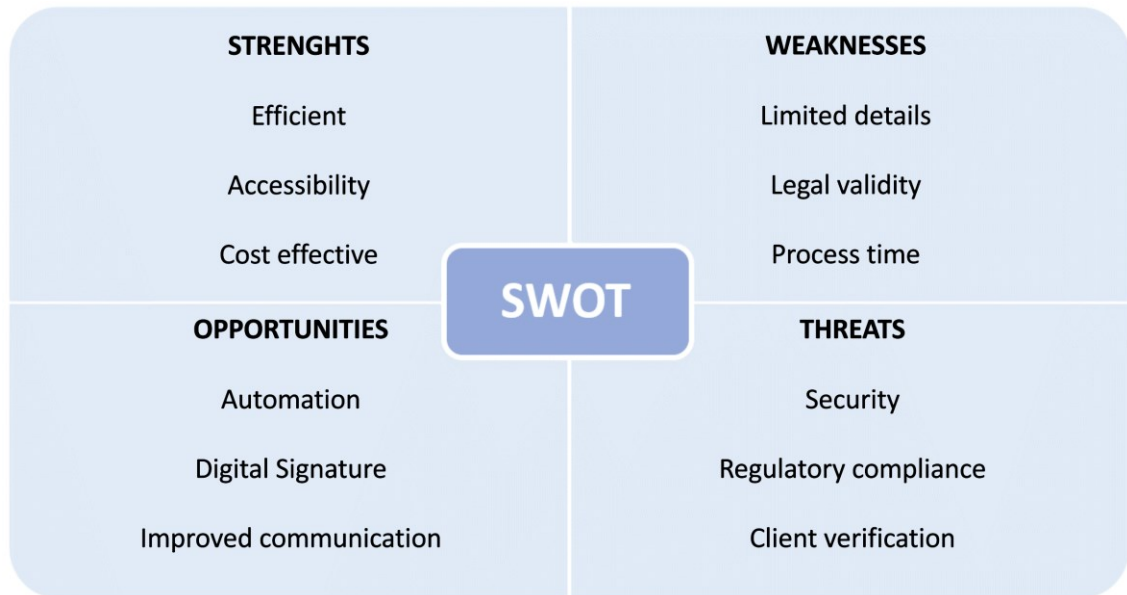 STRENGHTS
Efficient
Accessibility
Cost effective
WEAKNESSES
Limited details
Legal validity
Process time
SWOT
OPPORTUNITIES
Automation
Digital Signature
Improved communication
THREATS
Security
Regulatory compliance
Client verification